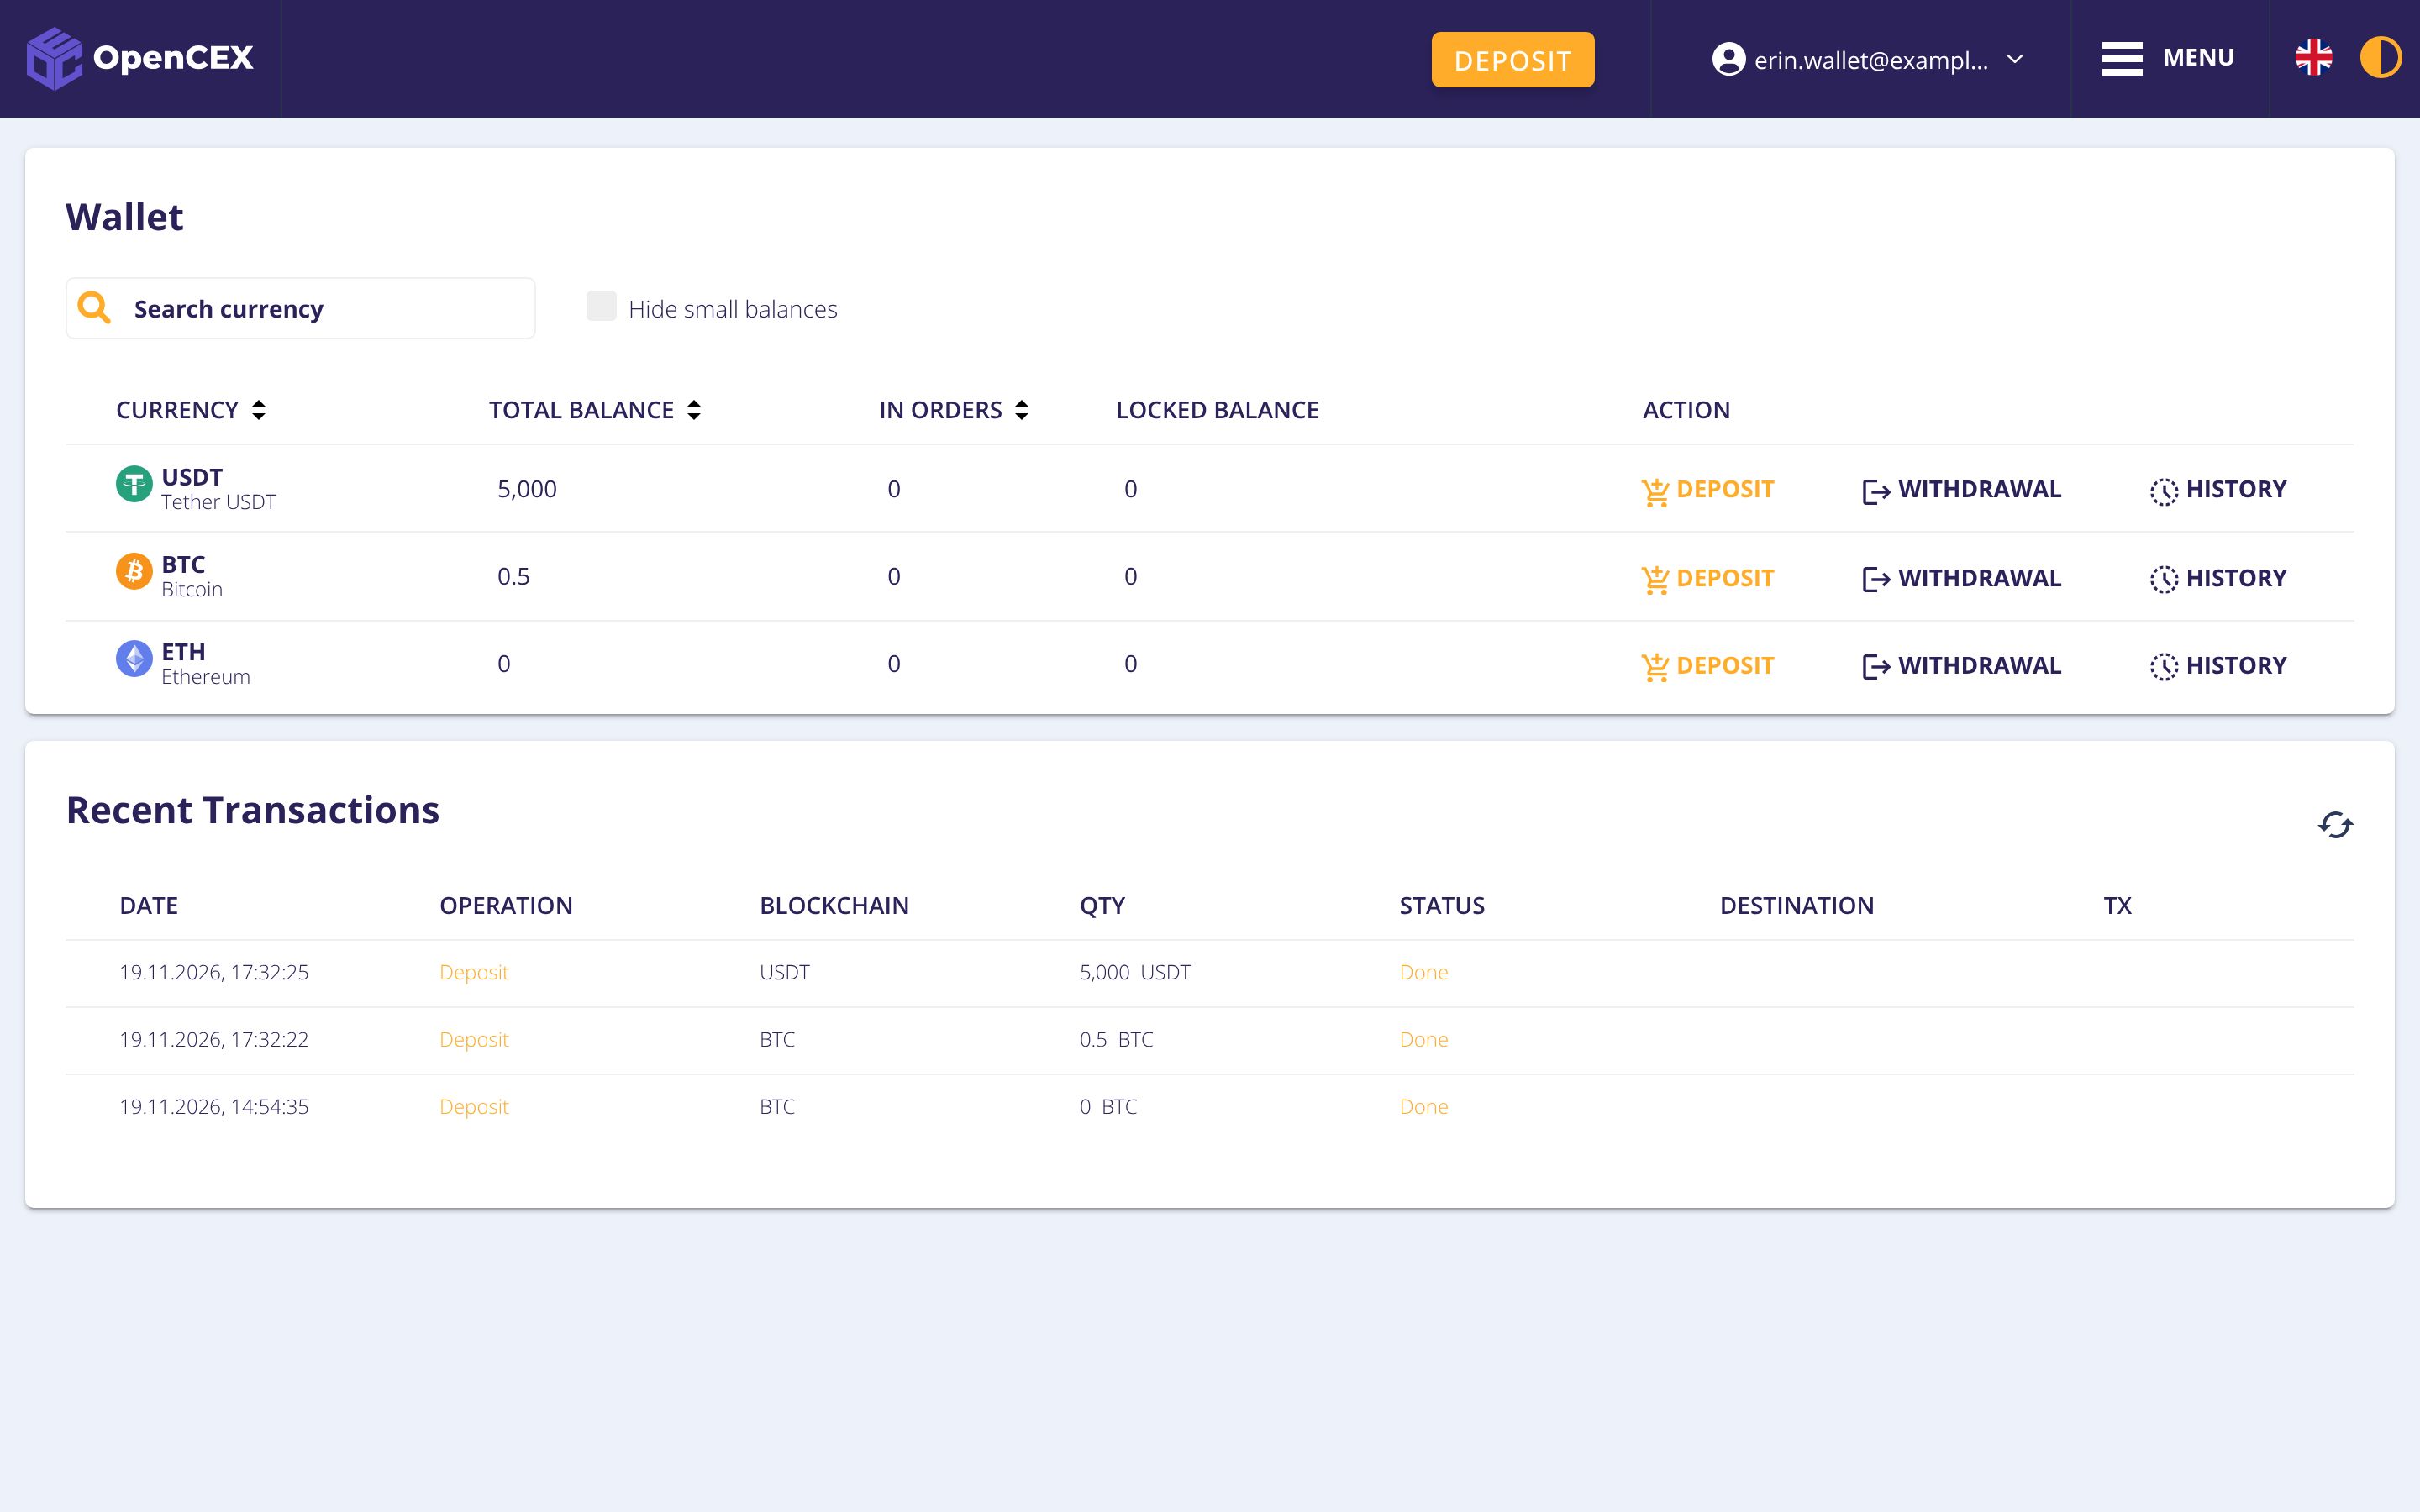 OpenCEX
DEPOSIT
erin.wallet@exampl...
MENU
Wallet
Search currency
Hide small balances
CURRENCY TOTAL BALANCE IN ORDERS LOCKED BALANCE ACTION
USDT
Tether USDT
5,000 0 0 DEPOSIT WITHDRAWAL HISTORY
BTC
Bitcoin
0.5 0 0 DEPOSIT WITHDRAWAL HISTORY
ETH
Ethereum
0 0 0 DEPOSIT WITHDRAWAL HISTORY
Recent Transactions
DATE OPERATION BLOCKCHAIN QTY STATUS DESTINATION TX
19.11.2026, 17:32:25 Deposit USDT 5,000 USDT Done
19.11.2026, 17:32:22 Deposit BTC 0.5 BTC Done
19.11.2026, 14:54:35 Deposit BTC 0 BTC Done